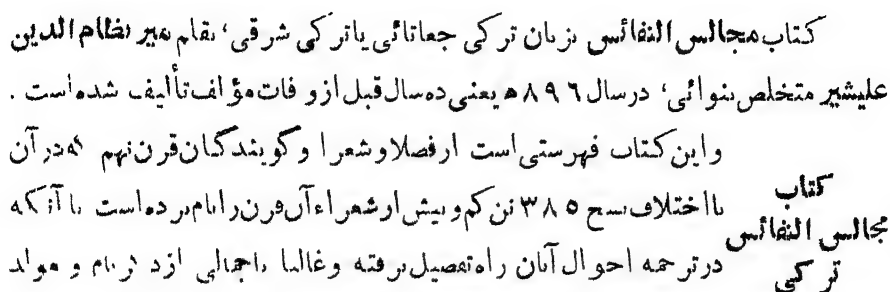 کتاب مجالس النفائس بزبان ترکی جغتائی یا ترکی شرقی، بقلم میر نظام الدین
علیشیر متخلص بنوائی، درسال ۸۹۶ ه یعنی ده سال قبل از وفات مؤلف تألیف شده است .
و این کتاب فهرستی است از فضلا و شعرا و گویندگان قرن نهم که در آن
با اختلاف نسخ ۳۸۵ تن کم و بیش از شعراء آن قرن را نام برده است با آنکه
در ترجمه احوال آنان راه تفصیل نرفته و غالبا باجمالی از ذکر نام و مولد
کتاب
مجالس النفائس
ترکی